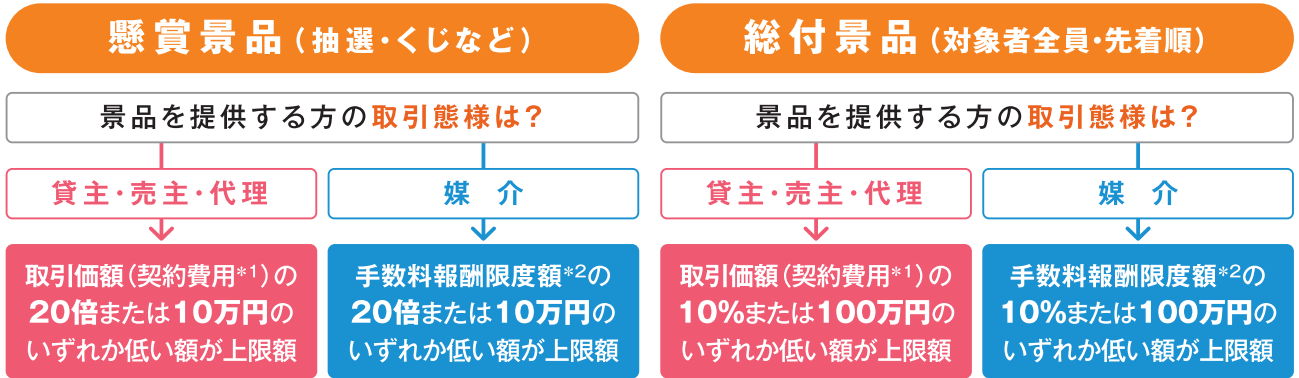 懸賞景品（抽選・くじなど）
景品を提供する方の取引態様は？
貸主・売主・代理
取引価額（契約費用*1）の
20倍または10万円の
いずれか低い額が上限額
媒　介
手数料報酬限度額*2の
20倍または10万円の
いずれか低い額が上限額
総付景品（対象者全員・先着順）
景品を提供する方の取引態様は？
貸主・売主・代理
取引価額（契約費用*1）の
10%または100万円の
いずれか低い額が上限額
媒　介
手数料報酬限度額*2の
10%または100万円の
いずれか低い額が上限額